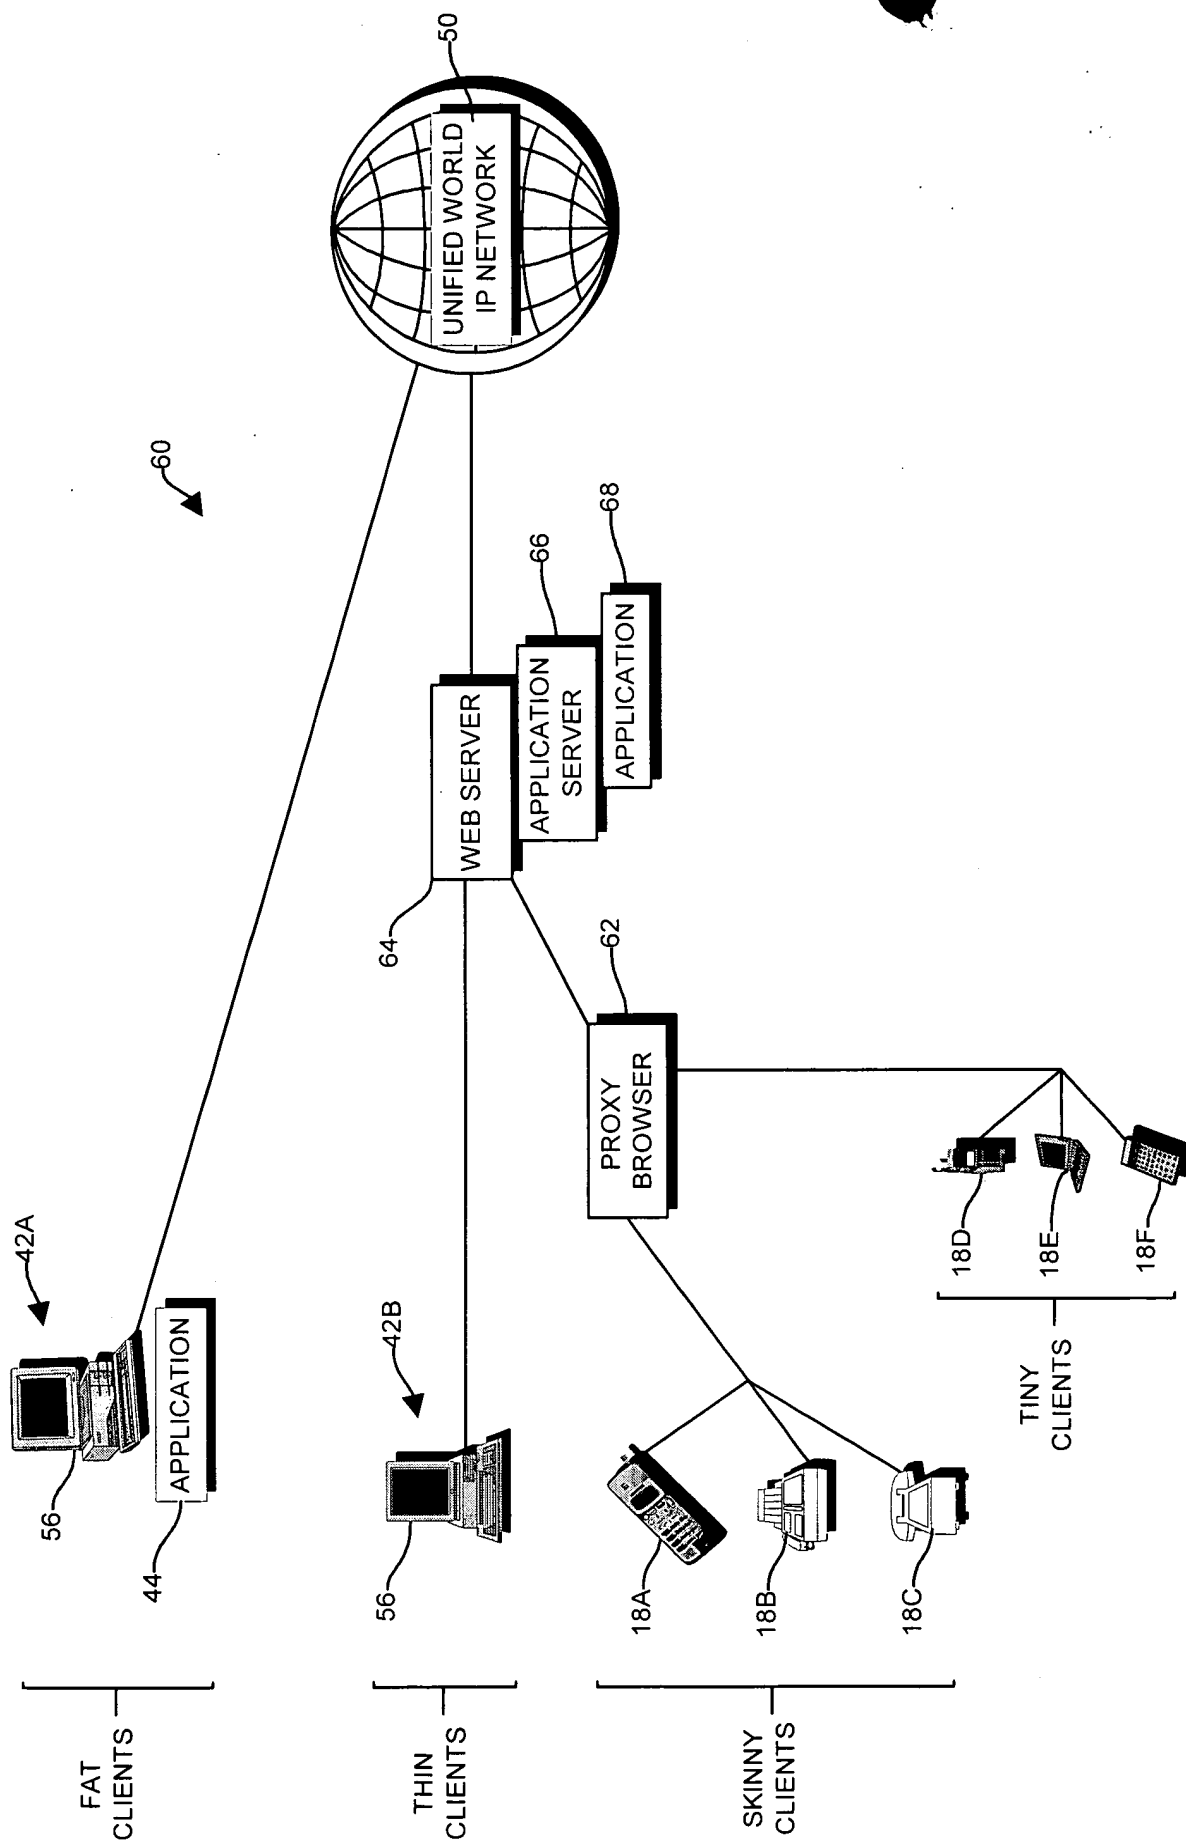 FAT
CLIENTS
44
56
42A
APPLICATION
60
50
UNIFIED WORLD
IP NETWORK
THIN
CLIENTS
56
42B
64
WEB SERVER
66
APPLICATION
SERVER
68
APPLICATION
62
PROXY
BROWSER
SKINNY
CLIENTS
18A
18B
18C
TINY
CLIENTS
18D
18E
18F